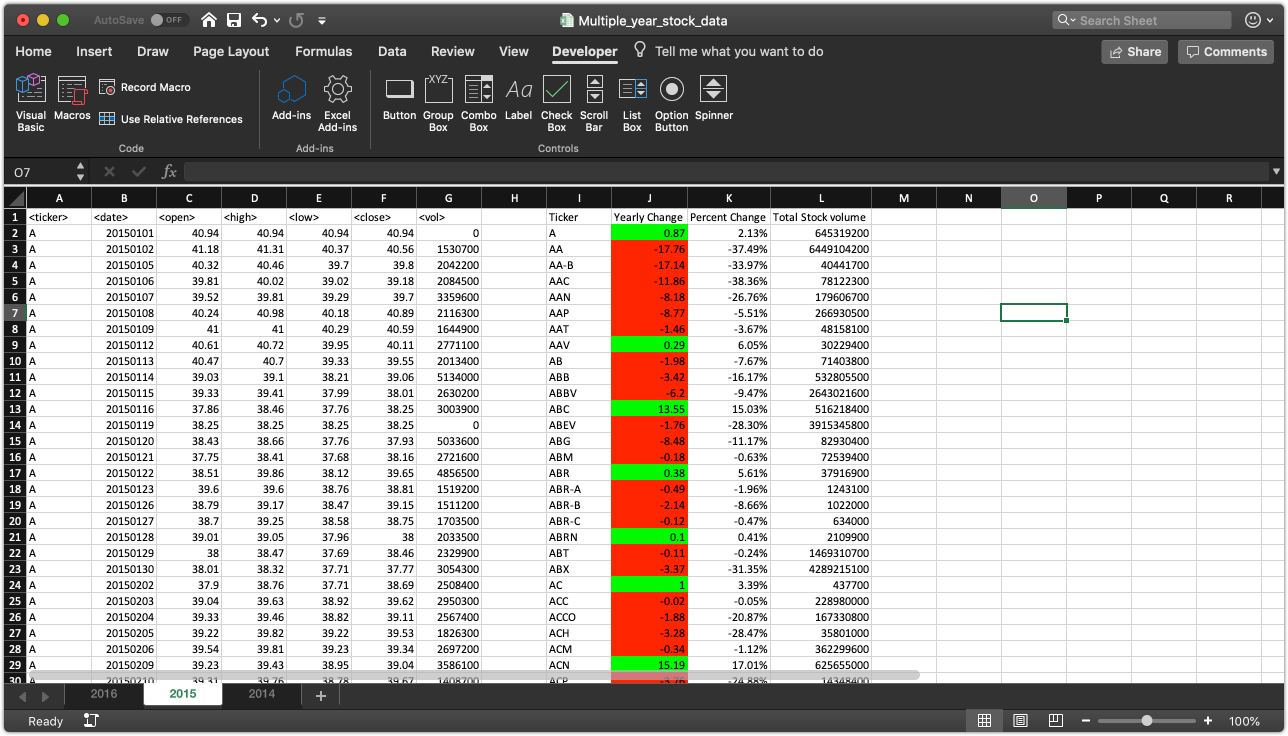 AutoSave OFF Multiple_year_stock_data Search Sheet
Home Insert Draw Page Layout Formulas Data Review View Developer Tell me what you want to do Share Comments
Visual Basic Macros Record Macro Use Relative References Add-ins Excel Add-ins Button XYZ Group Box Combo Box Aa Label Check Box Scroll Bar List Box Option Button Spinner
Code Add-ins Controls
O7 fx
A B C D E F G H I J K L M N O P Q R
1 <ticker> <date> <open> <high> <low> <close> <vol> Ticker Yearly Change Percent Change Total Stock volume
2 A 20150101 40.94 40.94 40.94 40.94 0 A 0.87 2.13% 645319200
3 A 20150102 41.18 41.31 40.37 40.56 1530700 AA -17.76 -37.49% 6449104200
4 A 20150105 40.32 40.46 39.7 39.8 2042200 AA-B -17.14 -33.97% 40441700
5 A 20150106 39.81 40.02 39.02 39.18 2084500 AAC -11.86 -38.36% 78122300
6 A 20150107 39.52 39.81 39.29 39.7 3359600 AAN -8.18 -26.76% 179606700
7 A 20150108 40.24 40.98 40.18 40.89 2116300 AAP -8.77 -5.51% 266930500
8 A 20150109 41 41 40.29 40.59 1644900 AAT -1.46 -3.67% 48158100
9 A 20150112 40.61 40.72 39.95 40.11 2771100 AAV 0.29 6.05% 30229400
10 A 20150113 40.47 40.7 39.33 39.55 2013400 AB -1.98 -7.67% 71403800
11 A 20150114 39.03 39.1 38.21 39.06 5134000 ABB -3.42 -16.17% 532805500
12 A 20150115 39.33 39.41 37.99 38.01 2630200 ABBV -6.2 -9.47% 2643021600
13 A 20150116 37.86 38.46 37.76 38.25 3003900 ABC 13.55 15.03% 516218400
14 A 20150119 38.25 38.25 38.25 38.25 0 ABEV -1.76 -28.30% 3915345800
15 A 20150120 38.43 38.66 37.76 37.93 5033600 ABG -8.48 -11.17% 82930400
16 A 20150121 37.75 38.41 37.68 38.16 2721600 ABM -0.18 -0.63% 72539400
17 A 20150122 38.51 39.86 38.12 39.65 4856500 ABR 0.38 5.61% 37916900
18 A 20150123 39.6 39.6 38.76 38.81 1519200 ABR-A -0.49 -1.96% 1243100
19 A 20150126 38.79 39.17 38.47 39.15 1511200 ABR-B -2.14 -8.66% 1022000
20 A 20150127 38.7 39.25 38.58 38.75 1703500 ABR-C -0.12 -0.47% 634000
21 A 20150128 39.01 39.05 37.96 38 2033500 ABRN 0.1 0.41% 2109900
22 A 20150129 38 38.47 37.69 38.46 2329900 ABT -0.11 -0.24% 1469310700
23 A 20150130 38.01 38.32 37.71 37.77 3054300 ABX -3.37 -31.35% 4289215100
24 A 20150202 37.9 38.76 37.71 38.69 2508400 AC 1 3.39% 437700
25 A 20150203 39.04 39.63 38.92 39.62 2950300 ACC -0.02 -0.05% 228980000
26 A 20150204 39.33 39.46 38.82 39.11 2567400 ACCO -1.88 -20.87% 167330800
27 A 20150205 39.22 39.82 39.22 39.53 1826300 ACH -3.28 -28.47% 35801000
28 A 20150206 39.54 39.81 39.23 39.34 2697200 ACM -0.34 -1.12% 362299600
29 A 20150209 39.23 39.43 38.95 39.04 3586100 ACN 15.19 17.01% 625655000
30 A 20150210 39.31 39.76 38.78 39.67 1408700 ACP -3.76 -24.88% 14348400
2016 2015 2014 +
Ready 100%